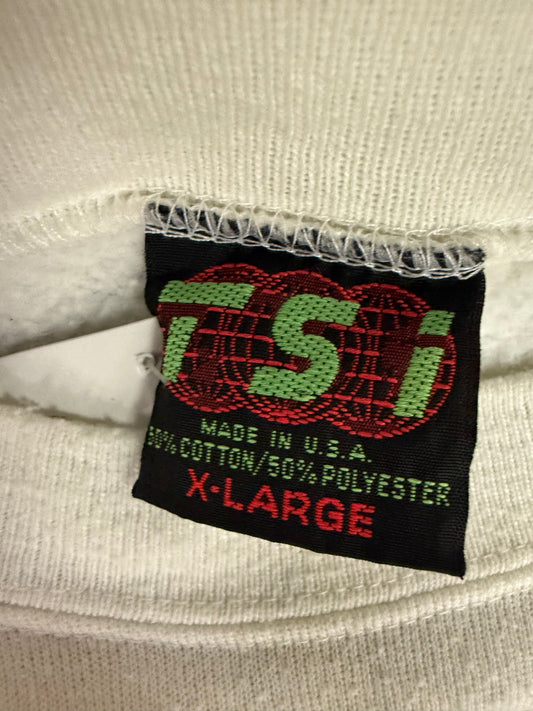 TSi
MADE IN U.S.A.
50% COTTON/50% POLYESTER
X-LARGE